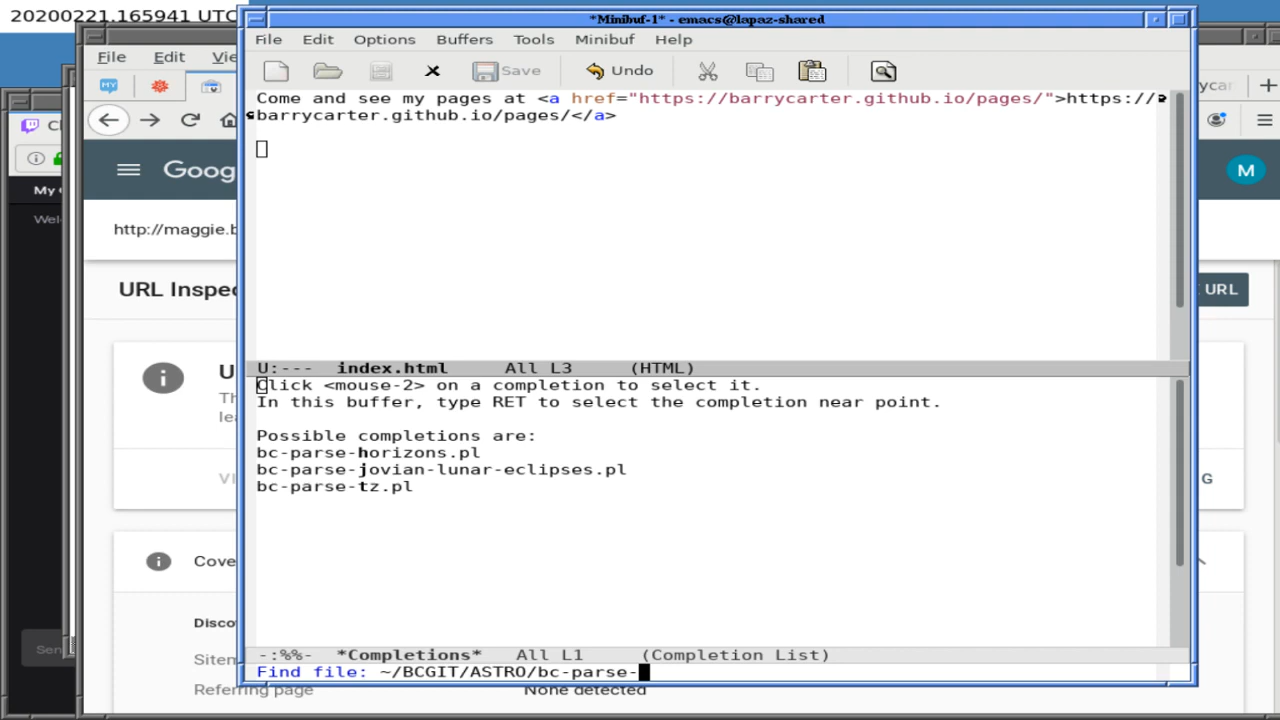 20200221.165941 UTC
*Minibuf-1* - emacs@lapaz-shared
File Edit Options Buffers Tools Minibuf Help
File Edit
Save Undo
Come and see my pages at <a href="https://barrycarter.github.io/pages/">https://
barrycarter.github.io/pages/</a>
M
My
http://maggie.b
URL
U:--- index.html All L3 (HTML)
Click <mouse-2> on a completion to select it.
In this buffer, type RET to select the completion near point.
Possible completions are:
bc-parse-horizons.pl
bc-parse-jovian-lunar-eclipses.pl
bc-parse-tz.pl
-:%%- *Completions* All L1 (Completion List)
Find file: ~/BCGIT/ASTRO/bc-parse-
Referring page None detected